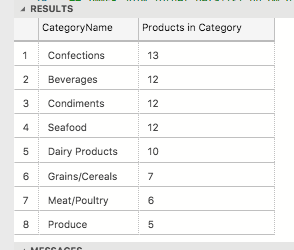 RESULTS
CategoryName Products in Category
1 Confections 13
2 Beverages 12
3 Condiments 12
4 Seafood 12
5 Dairy Products 10
6 Grains/Cereals 7
7 Meat/Poultry 6
8 Produce 5
MESSAGES